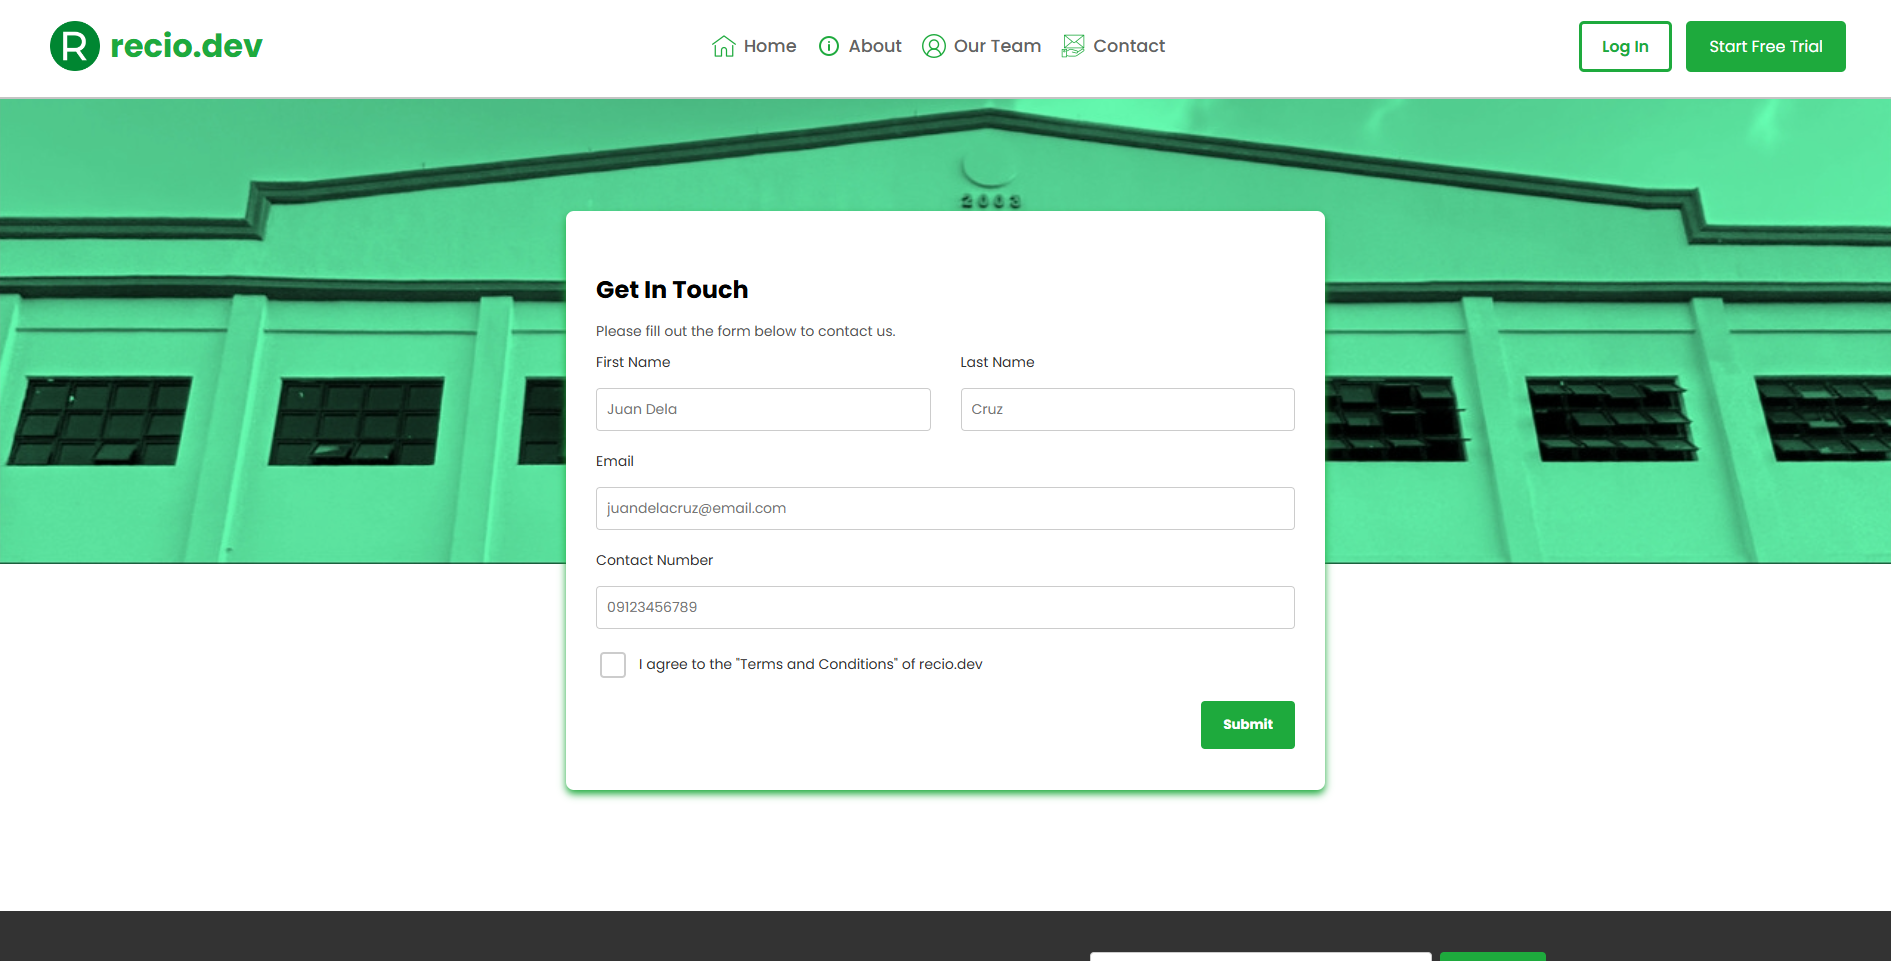 R recio.dev
Home About Our Team Contact
Log In Start Free Trial
2003
Get In Touch
Please fill out the form below to contact us.
First Name Last Name
Juan Dela Cruz
Email
juandelacruz@email.com
Contact Number
09123456789
I agree to the "Terms and Conditions" of recio.dev
Submit